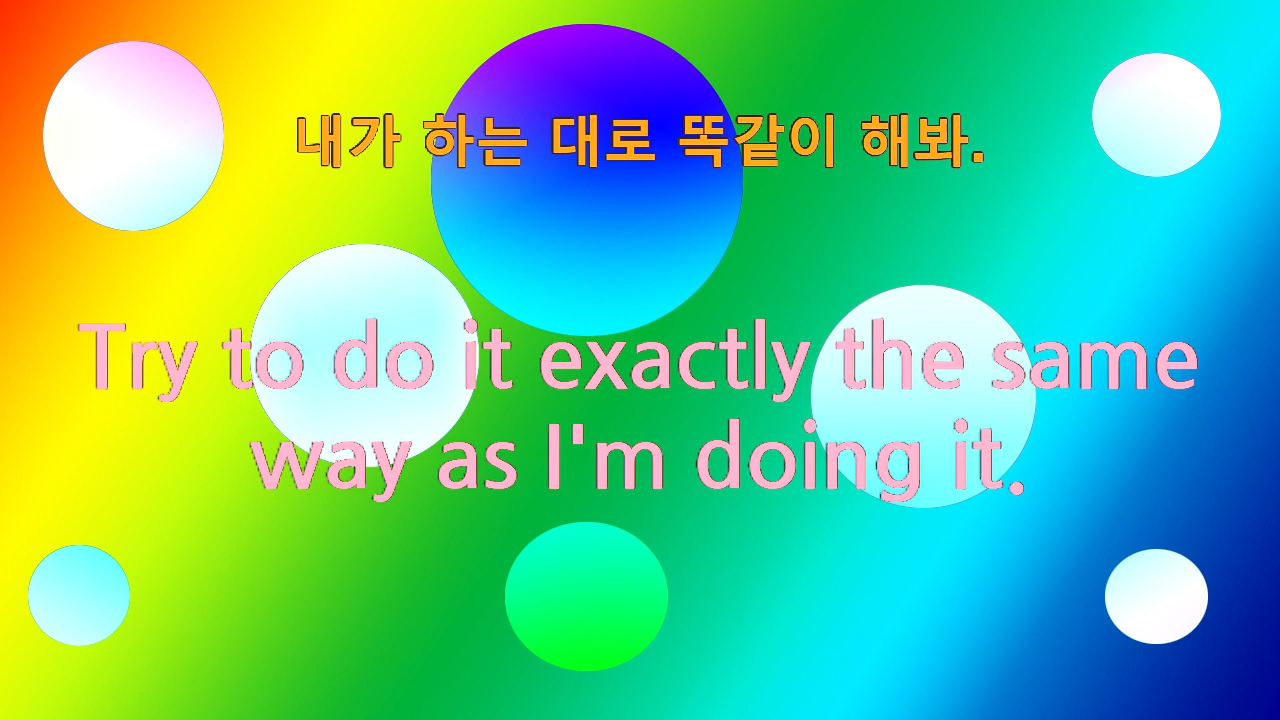 내가 하는 대로 똑같이 해봐.
Try to do it exactly the same
way as I'm doing it.